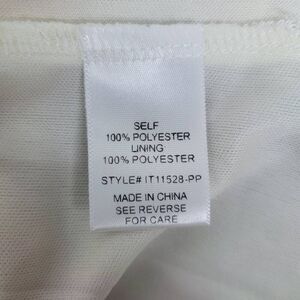 SELF
100% POLYESTER
LINING
100% POLYESTER
STYLE# IT11528-PP
MADE IN CHINA
SEE REVERSE
FOR CARE